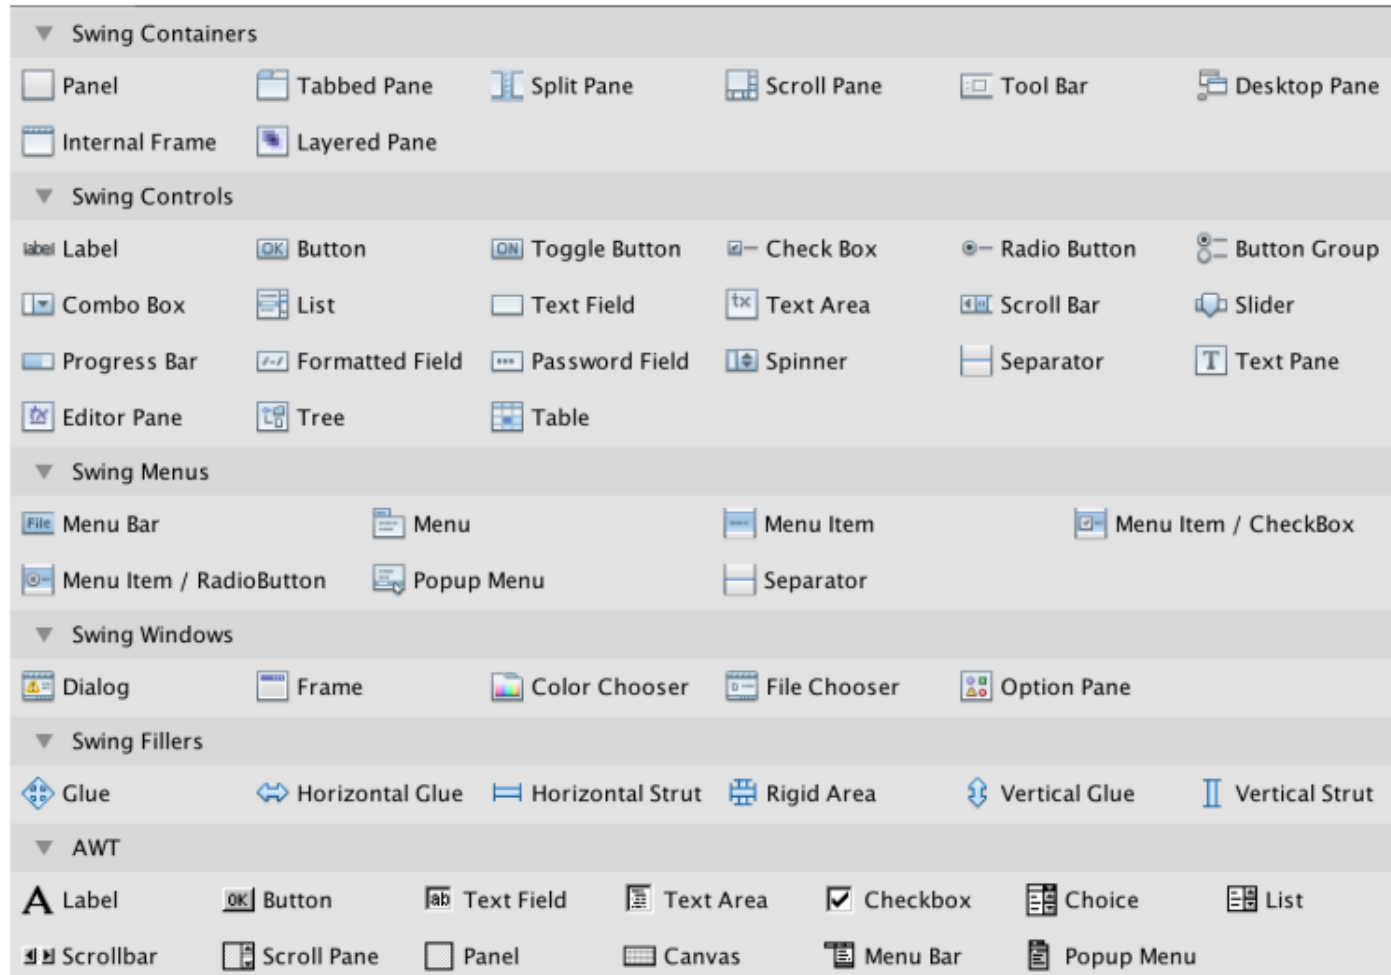 Swing Containers
Panel Tabbed Pane Split Pane Scroll Pane Tool Bar Desktop Pane
Internal Frame Layered Pane
Swing Controls
label Label OK Button ON Toggle Button Check Box Radio Button Button Group
Combo Box List Text Field tx Text Area Scroll Bar Slider
Progress Bar Formatted Field Password Field Spinner Separator T Text Pane
Editor Pane Tree Table
Swing Menus
File Menu Bar Menu Menu Item Menu Item / CheckBox
Menu Item / RadioButton Popup Menu Separator
Swing Windows
Dialog Frame Color Chooser File Chooser Option Pane
Swing Fillers
Glue Horizontal Glue Horizontal Strut Rigid Area Vertical Glue Vertical Strut
AWT
A Label OK Button ab Text Field Text Area Checkbox Choice List
Scrollbar Scroll Pane Panel Canvas Menu Bar Popup Menu